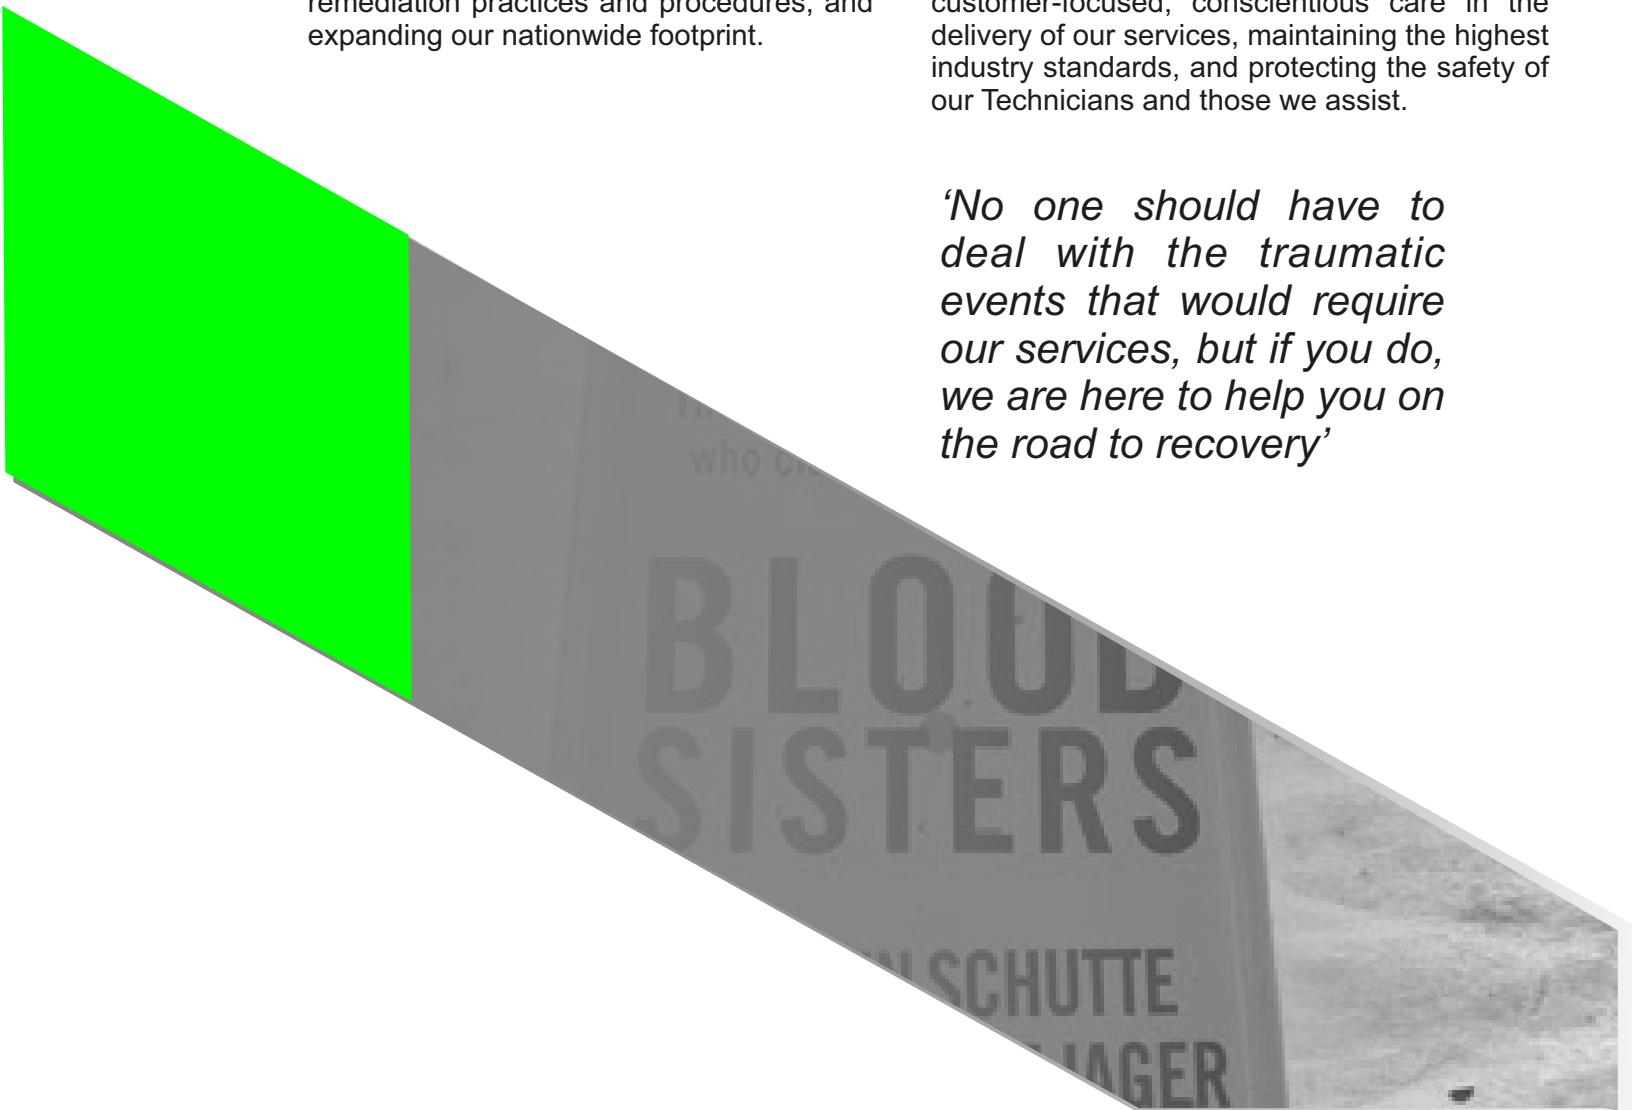 remediation practices and procedures, and
expanding our nationwide footprint.
customer-focused, conscientious care in the
delivery of our services, maintaining the highest
industry standards, and protecting the safety of
our Technicians and those we assist.
‘No one should have to
deal with the traumatic
events that would require
our services, but if you do,
we are here to help you on
the road to recovery’
who
BLOOD
SISTERS
SCHUTTE
JAGER